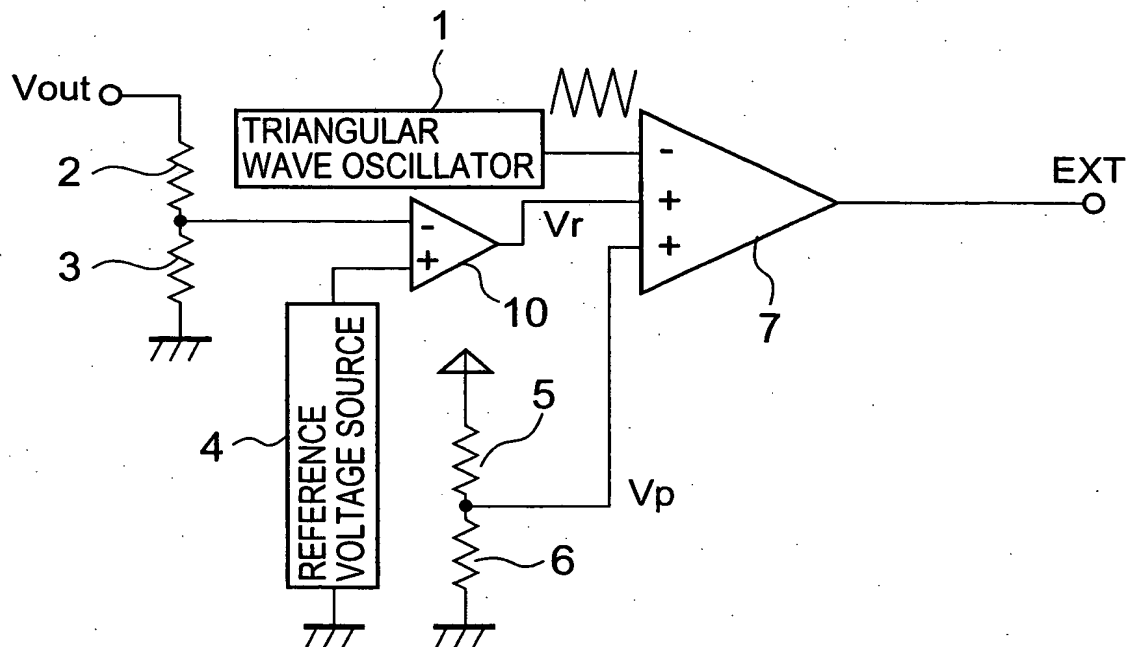 1
Vout
TRIANGULAR
WAVE OSCILLATOR
-
+
+
EXT
2
3
-
+
Vr
10
7
4
REFERENCE
VOLTAGE SOURCE
5
Vp
6